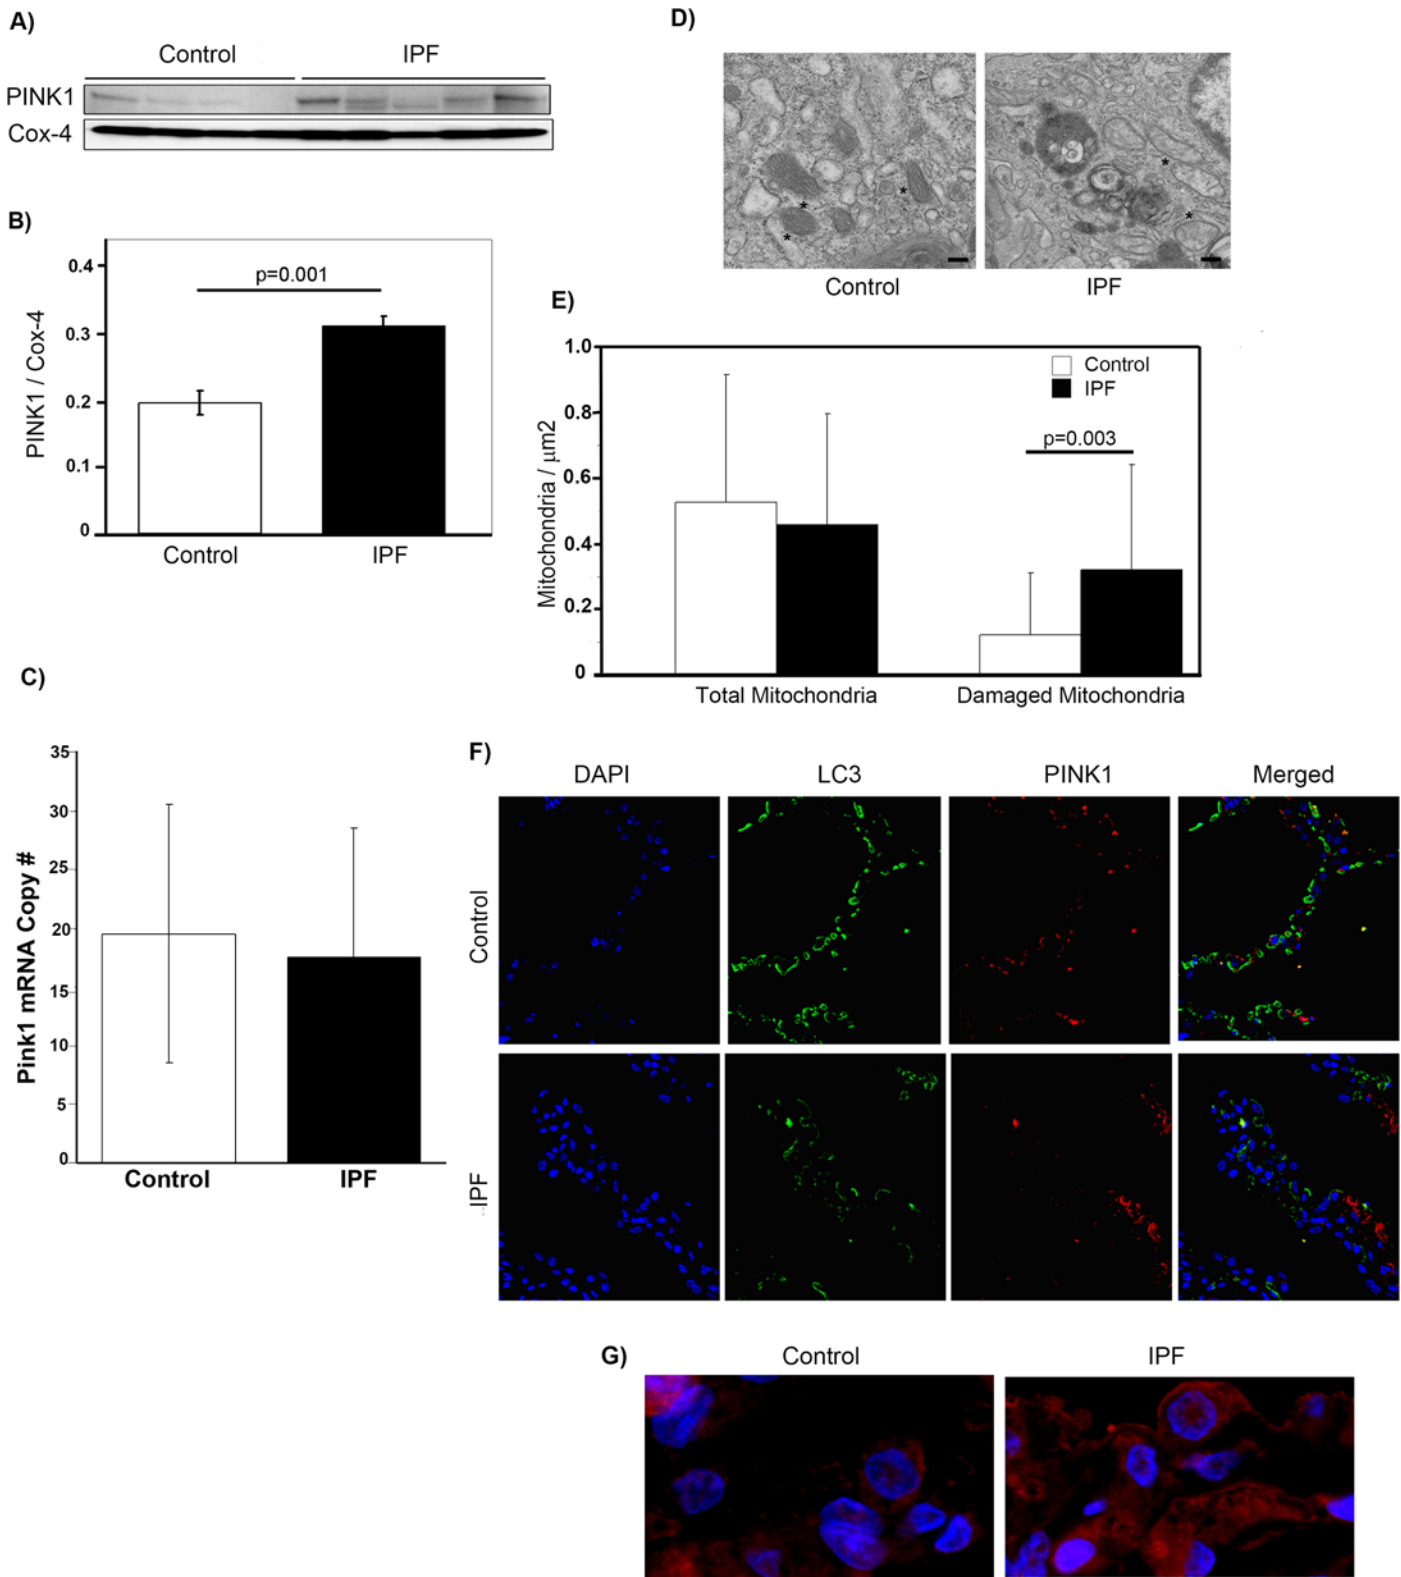 A)
Control IPF
PINK1
Cox-4
B)
0.4
0.3
0.2
0.1
0
PINK1 / Cox-4
p=0.001
Control IPF
C)
35
30
25
20
15
10
5
0
Pink1 mRNA Copy #
Control IPF
D)
* * *
* *
Control IPF
E)
1.0
0.8
0.6
0.4
0.2
0
Mitochondria / μm2
Control
IPF
p=0.003
Total Mitochondria Damaged Mitochondria
F)
DAPI LC3 PINK1 Merged
Control
IPF
G)
Control IPF